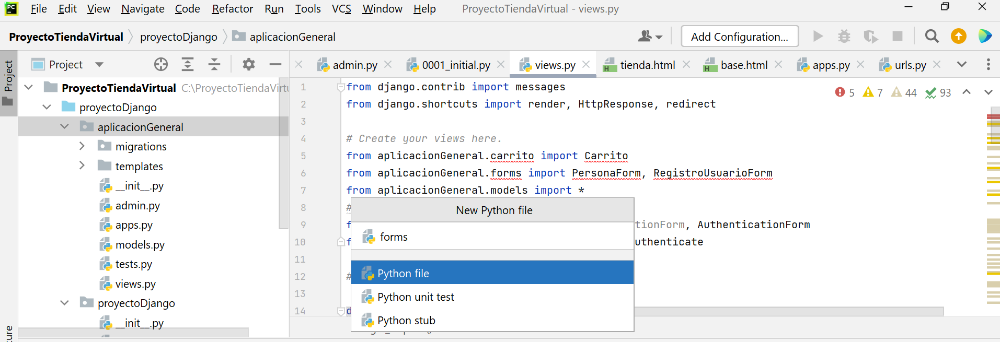 PC File Edit View Navigate Code Refactor Run Tools VCS Window Help ProyectoTiendaVirtual - views.py
ProyectoTiendaVirtual proyectoDjango aplicacionGeneral Add Configuration...
Project
Project
admin.py 0001_initial.py views.py tienda.html base.html apps.py urls.py
ProyectoTiendaVirtual C:\ProyectoTiendaVirtu
proyectoDjango
aplicacionGeneral
migrations
templates
__init__.py
admin.py
apps.py
models.py
tests.py
views.py
proyectoDjango
__init__.py
5 7 44 93
1 from django.contrib import messages
2 from django.shortcuts import render, HttpResponse, redirect
3
4 # Create your views here.
5 from aplicacionGeneral.carrito import Carrito
6 from aplicacionGeneral.forms import PersonaForm, RegistroUsuarioForm
7 from aplicacionGeneral.models import *
8 #
9 f tionForm, AuthenticationForm
10 f uthenticate
11
12 #
13
14 d
New Python file
forms
Python file
Python unit test
Python stub
ture